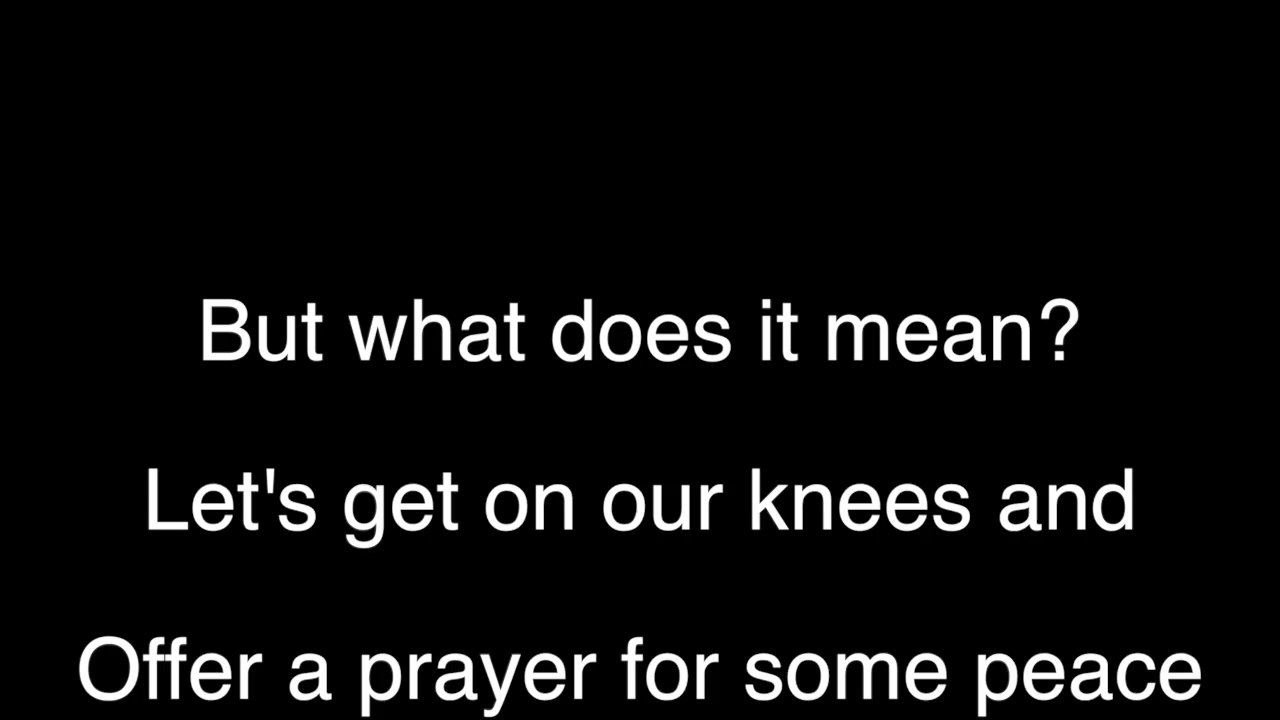 But what does it mean?
Let's get on our knees and
Offer a prayer for some peace